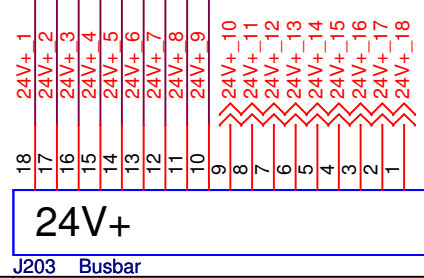 24V+_1
24V+_2
24V+_3
24V+_4
24V+_5
24V+_6
24V+_7
24V+_8
24V+_9
24V+_10
24V+_11
24V+_12
24V+_13
24V+_14
24V+_15
24V+_16
24V+_17
24V+_18
18
17
16
15
14
13
12
11
10
9
8
7
6
5
4
3
2
1
24V+
J203 Busbar